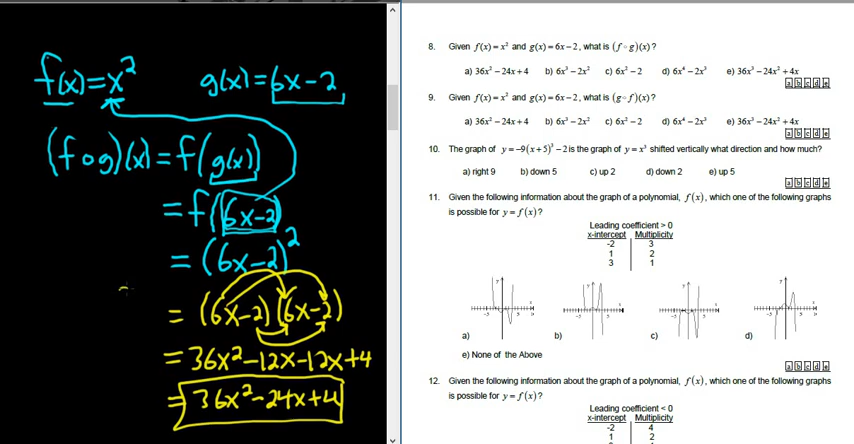 f(x)=x² g(x)=6x-2
(f∘g)(x)=f(g(x))
=f(6x-2)
=(6x-2)²
=(6x-2)(6x-2)
=36x²-12x-12x+4
=36x²-24x+4
8. Given f(x)=x² and g(x)=6x-2, what is (f∘g)(x)?
a) 36x²-24x+4 b) 6x³-2x² c) 6x²-2 d) 6x⁴-2x³ e) 36x³-24x²+4x
a b c d e
9. Given f(x)=x² and g(x)=6x-2, what is (g∘f)(x)?
a) 36x²-24x+4 b) 6x³-2x² c) 6x²-2 d) 6x⁴-2x³ e) 36x³-24x²+4x
a b c d e
10. The graph of y=-9(x+5)³-2 is the graph of y=x³ shifted vertically what direction and how much?
a) right 9 b) down 5 c) up 2 d) down 2 e) up 5
a b c d e
11. Given the following information about the graph of a polynomial, f(x), which one of the following graphs
is possible for y=f(x)?
Leading coefficient > 0
x-intercept Multiplicity
-2 3
1 2
3 1
a) b) c) d)
e) None of the Above
a b c d e
12. Given the following information about the graph of a polynomial, f(x), which one of the following graphs
is possible for y=f(x)?
Leading coefficient < 0
x-intercept Multiplicity
-2 4
1 2